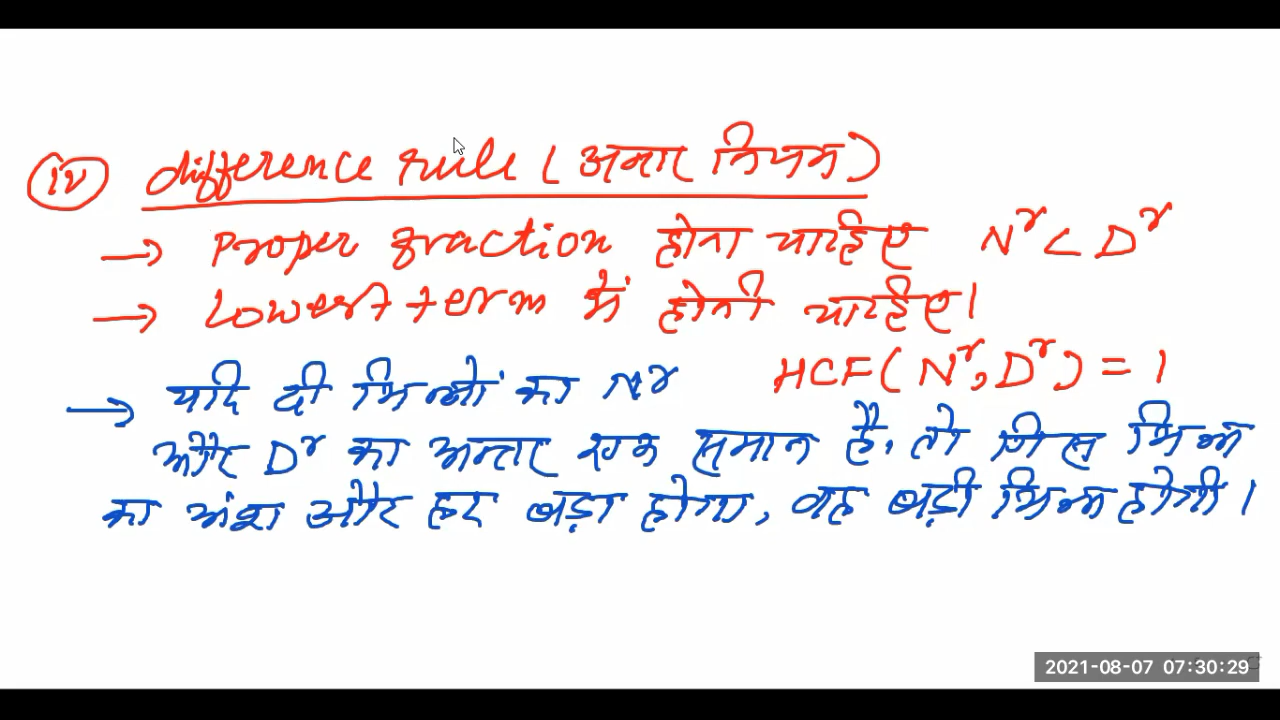 (iv) difference rule (अन्तर नियम)
→ Proper fraction होना चाहिए Nʳ < Dʳ
→ Lowest term में होनी चाहिए।
HCF(Nʳ, Dʳ) = 1
→ यदि दी भिन्नों का Nʳ
और Dʳ का अन्तर एक समान है, तो जिस भिन्न
का अंश और हर बड़ा होगा, वह बड़ी भिन्न होगी।
2021-08-07 07:30:29